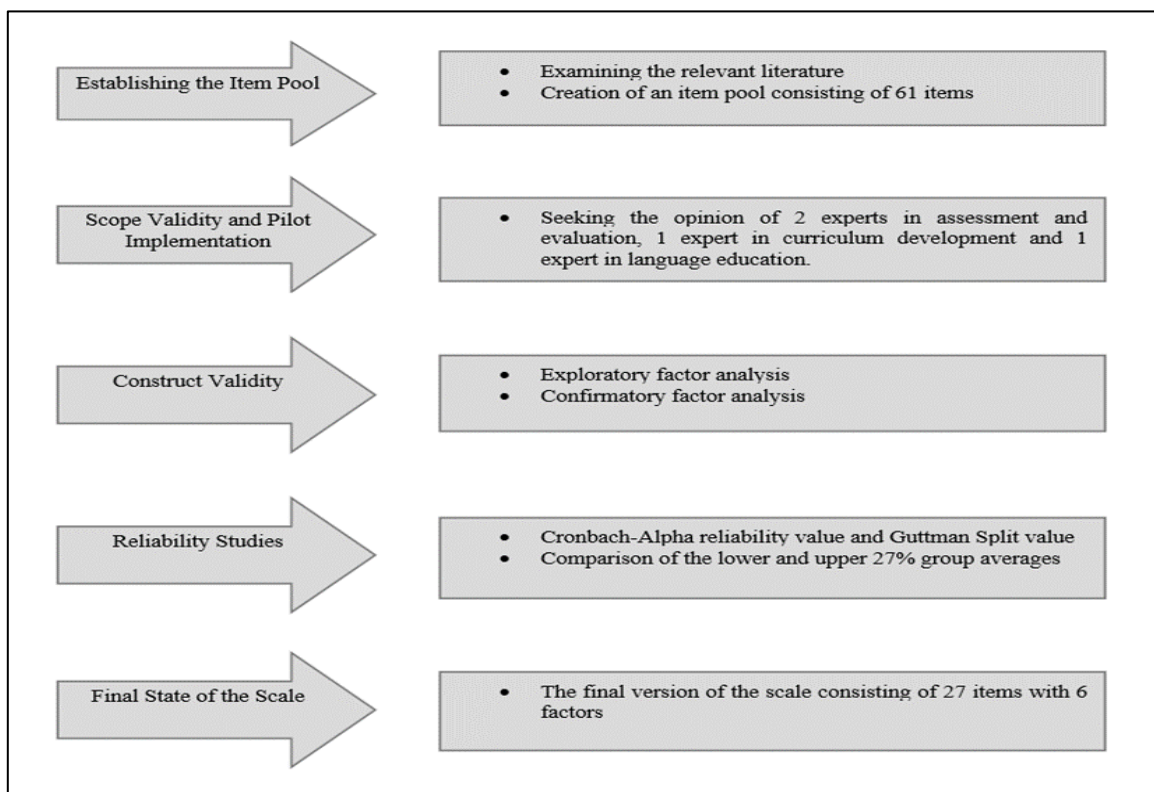 Establishing the Item Pool
• Examining the relevant literature
• Creation of an item pool consisting of 61 items
Scope Validity and Pilot
Implementation
• Seeking the opinion of 2 experts in assessment and
evaluation, 1 expert in curriculum development and 1
expert in language education.
Construct Validity
• Exploratory factor analysis
• Confirmatory factor analysis
Reliability Studies
• Cronbach-Alpha reliability value and Guttman Split value
• Comparison of the lower and upper 27% group averages
Final State of the Scale
• The final version of the scale consisting of 27 items with 6
factors